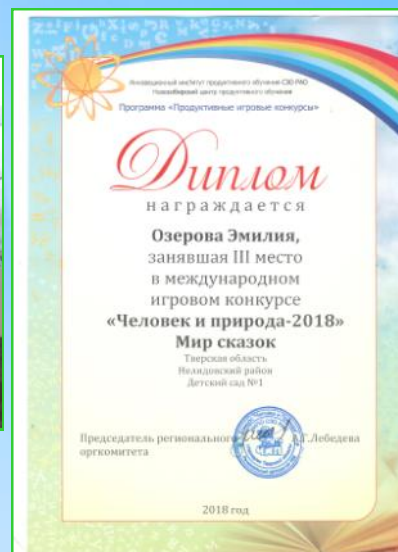 Инновационный институт продуктивного обучения СЗО РАО
Новосибирский центр продуктивного обучения
Программа «Продуктивные игровые конкурсы»
Диплом
награждается
Озерова Эмилия,
занявшая III место
в международном
игровом конкурсе
«Человек и природа-2018»
Мир сказок
Тверская область
Нелидовский район
Детский сад №1
Председатель регионального Г.Лебедева
оргкомитета
ЧИП
2018 год